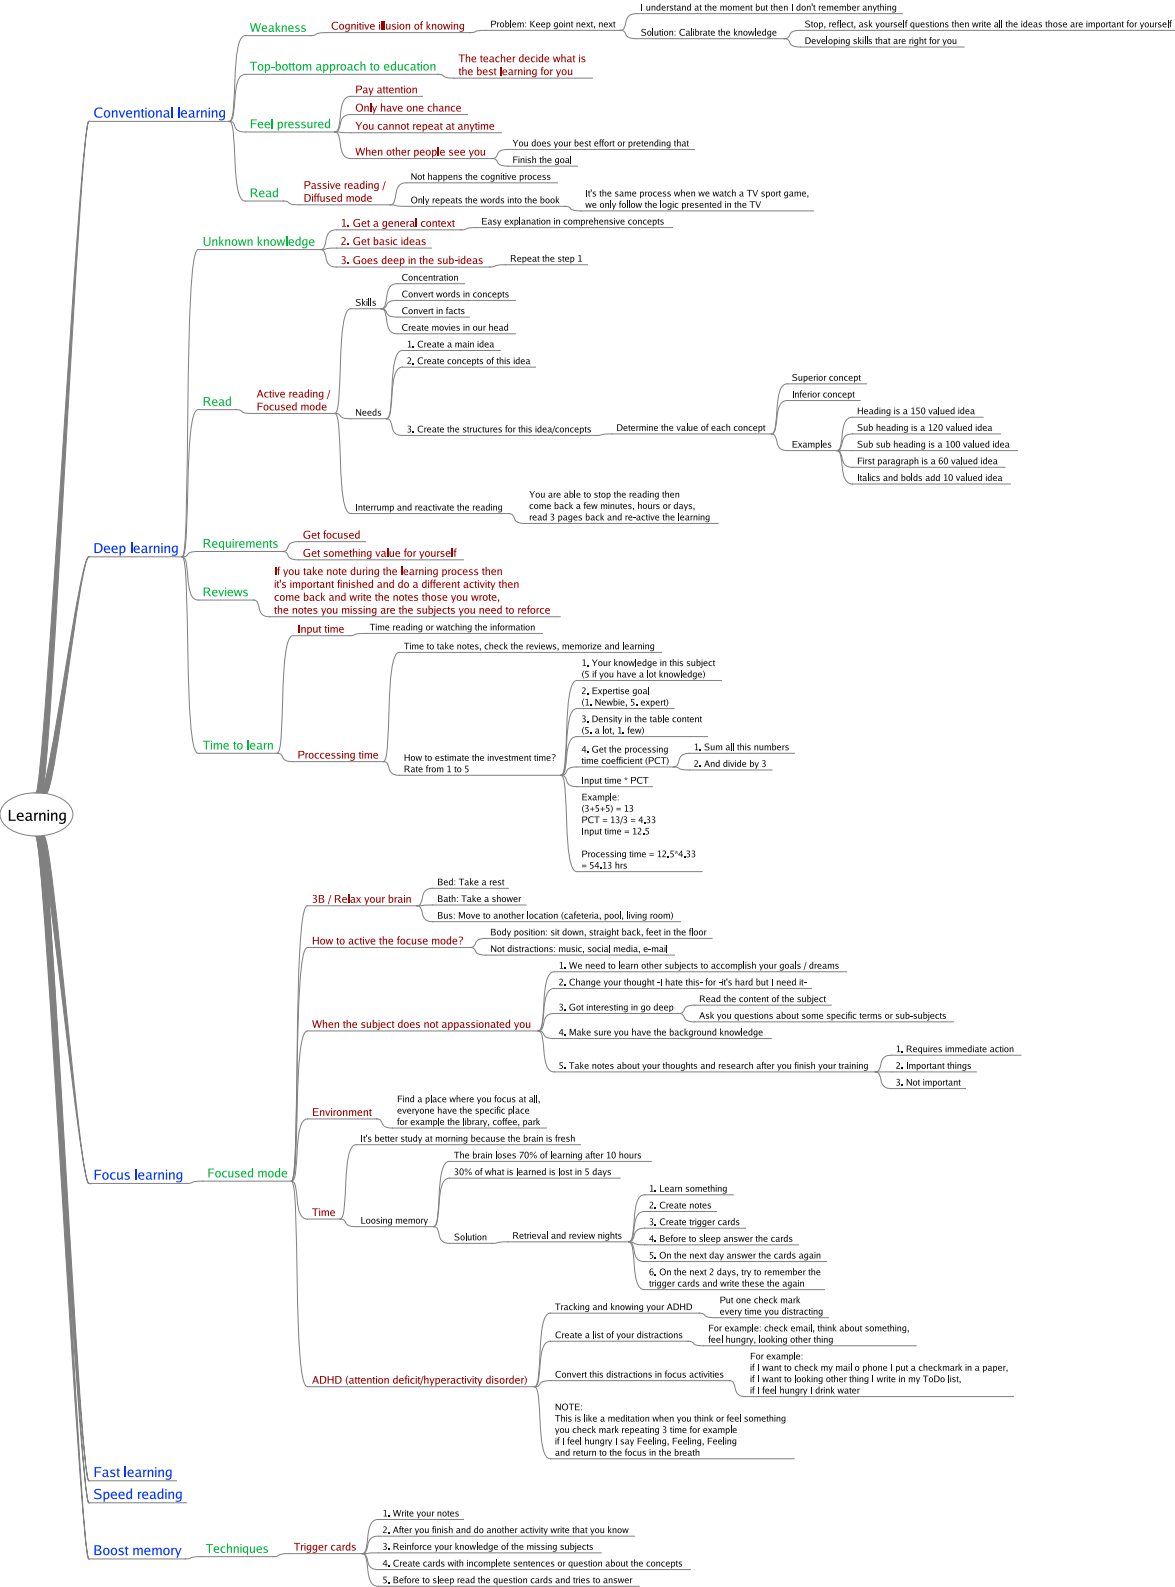 Learning
Conventional learning
Weakness
Cognitive illusion of knowing
Problem: Keep goint next, next
I understand at the moment but then I don't remember anything
Solution: Calibrate the knowledge
Stop, reflect, ask yourself questions then write all the ideas those are important for yourself
Developing skills that are right for you
Top-bottom approach to education
The teacher decide what is
the best learning for you
Feel pressured
Pay attention
Only have one chance
You cannot repeat at anytime
When other people see you
You does your best effort or pretending that
Finish the goal
Read
Passive reading /
Diffused mode
Not happens the cognitive process
Only repeats the words into the book
It's the same process when we watch a TV sport game,
we only follow the logic presented in the TV
Deep learning
Unknown knowledge
1. Get a general context
Easy explanation in comprehensive concepts
2. Get basic ideas
3. Goes deep in the sub-ideas
Repeat the step 1
Read
Active reading /
Focused mode
Skills
Concentration
Convert words in concepts
Convert in facts
Create movies in our head
Needs
1. Create a main idea
2. Create concepts of this idea
3. Create the structures for this idea/concepts
Determine the value of each concept
Superior concept
Inferior concept
Examples
Heading is a 150 valued idea
Sub heading is a 120 valued idea
Sub sub heading is a 100 valued idea
First paragraph is a 60 valued idea
Italics and bolds add 10 valued idea
Interrump and reactivate the reading
You are able to stop the reading then
come back a few minutes, hours or days,
read 3 pages back and re-active the learning
Requirements
Get focused
Get something value for yourself
Reviews
If you take note during the learning process then
it's important finished and do a different activity then
come back and write the notes those you wrote,
the notes you missing are the subjects you need to reforce
Time to learn
Input time
Time reading or watching the information
Proccessing time
Time to take notes, check the reviews, memorize and learning
How to estimate the investment time?
Rate from 1 to 5
1. Your knowledge in this subject
(5 if you have a lot knowledge)
2. Expertise goal
(1. Newbie, 5. expert)
3. Density in the table content
(5. a lot, 1. few)
4. Get the processing
time coefficient (PCT)
1. Sum all this numbers
2. And divide by 3
Input time * PCT
Example:
(3+5+5) = 13
PCT = 13/3 = 4.33
Input time = 12.5
Processing time = 12.5*4.33
= 54.13 hrs
Focus learning
Focused mode
3B / Relax your brain
Bed: Take a rest
Bath: Take a shower
Bus: Move to another location (cafeteria, pool, living room)
How to active the focuse mode?
Body position: sit down, straight back, feet in the floor
Not distractions: music, social media, e-mail
When the subject does not appassionated you
1. We need to learn other subjects to accomplish your goals / dreams
2. Change your thought -I hate this- for -it's hard but I need it-
3. Got interesting in go deep
Read the content of the subject
Ask you questions about some specific terms or sub-subjects
4. Make sure you have the background knowledge
5. Take notes about your thoughts and research after you finish your training
1. Requires immediate action
2. Important things
3. Not important
Environment
Find a place where you focus at all,
everyone have the specific place
for example the library, coffee, park
Time
It's better study at morning because the brain is fresh
Loosing memory
The brain loses 70% of learning after 10 hours
30% of what is learned is lost in 5 days
Solution
Retrieval and review nights
1. Learn something
2. Create notes
3. Create trigger cards
4. Before to sleep answer the cards
5. On the next day answer the cards again
6. On the next 2 days, try to remember the
trigger cards and write these the again
ADHD (attention deficit/hyperactivity disorder)
Tracking and knowing your ADHD
Put one check mark
every time you distracting
Create a list of your distractions
For example: check email, think about something,
feel hungry, looking other thing
Convert this distractions in focus activities
For example:
if I want to check my mail o phone I put a checkmark in a paper,
if I want to looking other thing I write in my ToDo list,
if I feel hungry I drink water
NOTE:
This is like a meditation when you think or feel something
you check mark repeating 3 time for example
if I feel hungry I say Feeling, Feeling, Feeling
and return to the focus in the breath
Fast learning
Speed reading
Boost memory
Techniques
Trigger cards
1. Write your notes
2. After you finish and do another activity write that you know
3. Reinforce your knowledge of the missing subjects
4. Create cards with incomplete sentences or question about the concepts
5. Before to sleep read the question cards and tries to answer